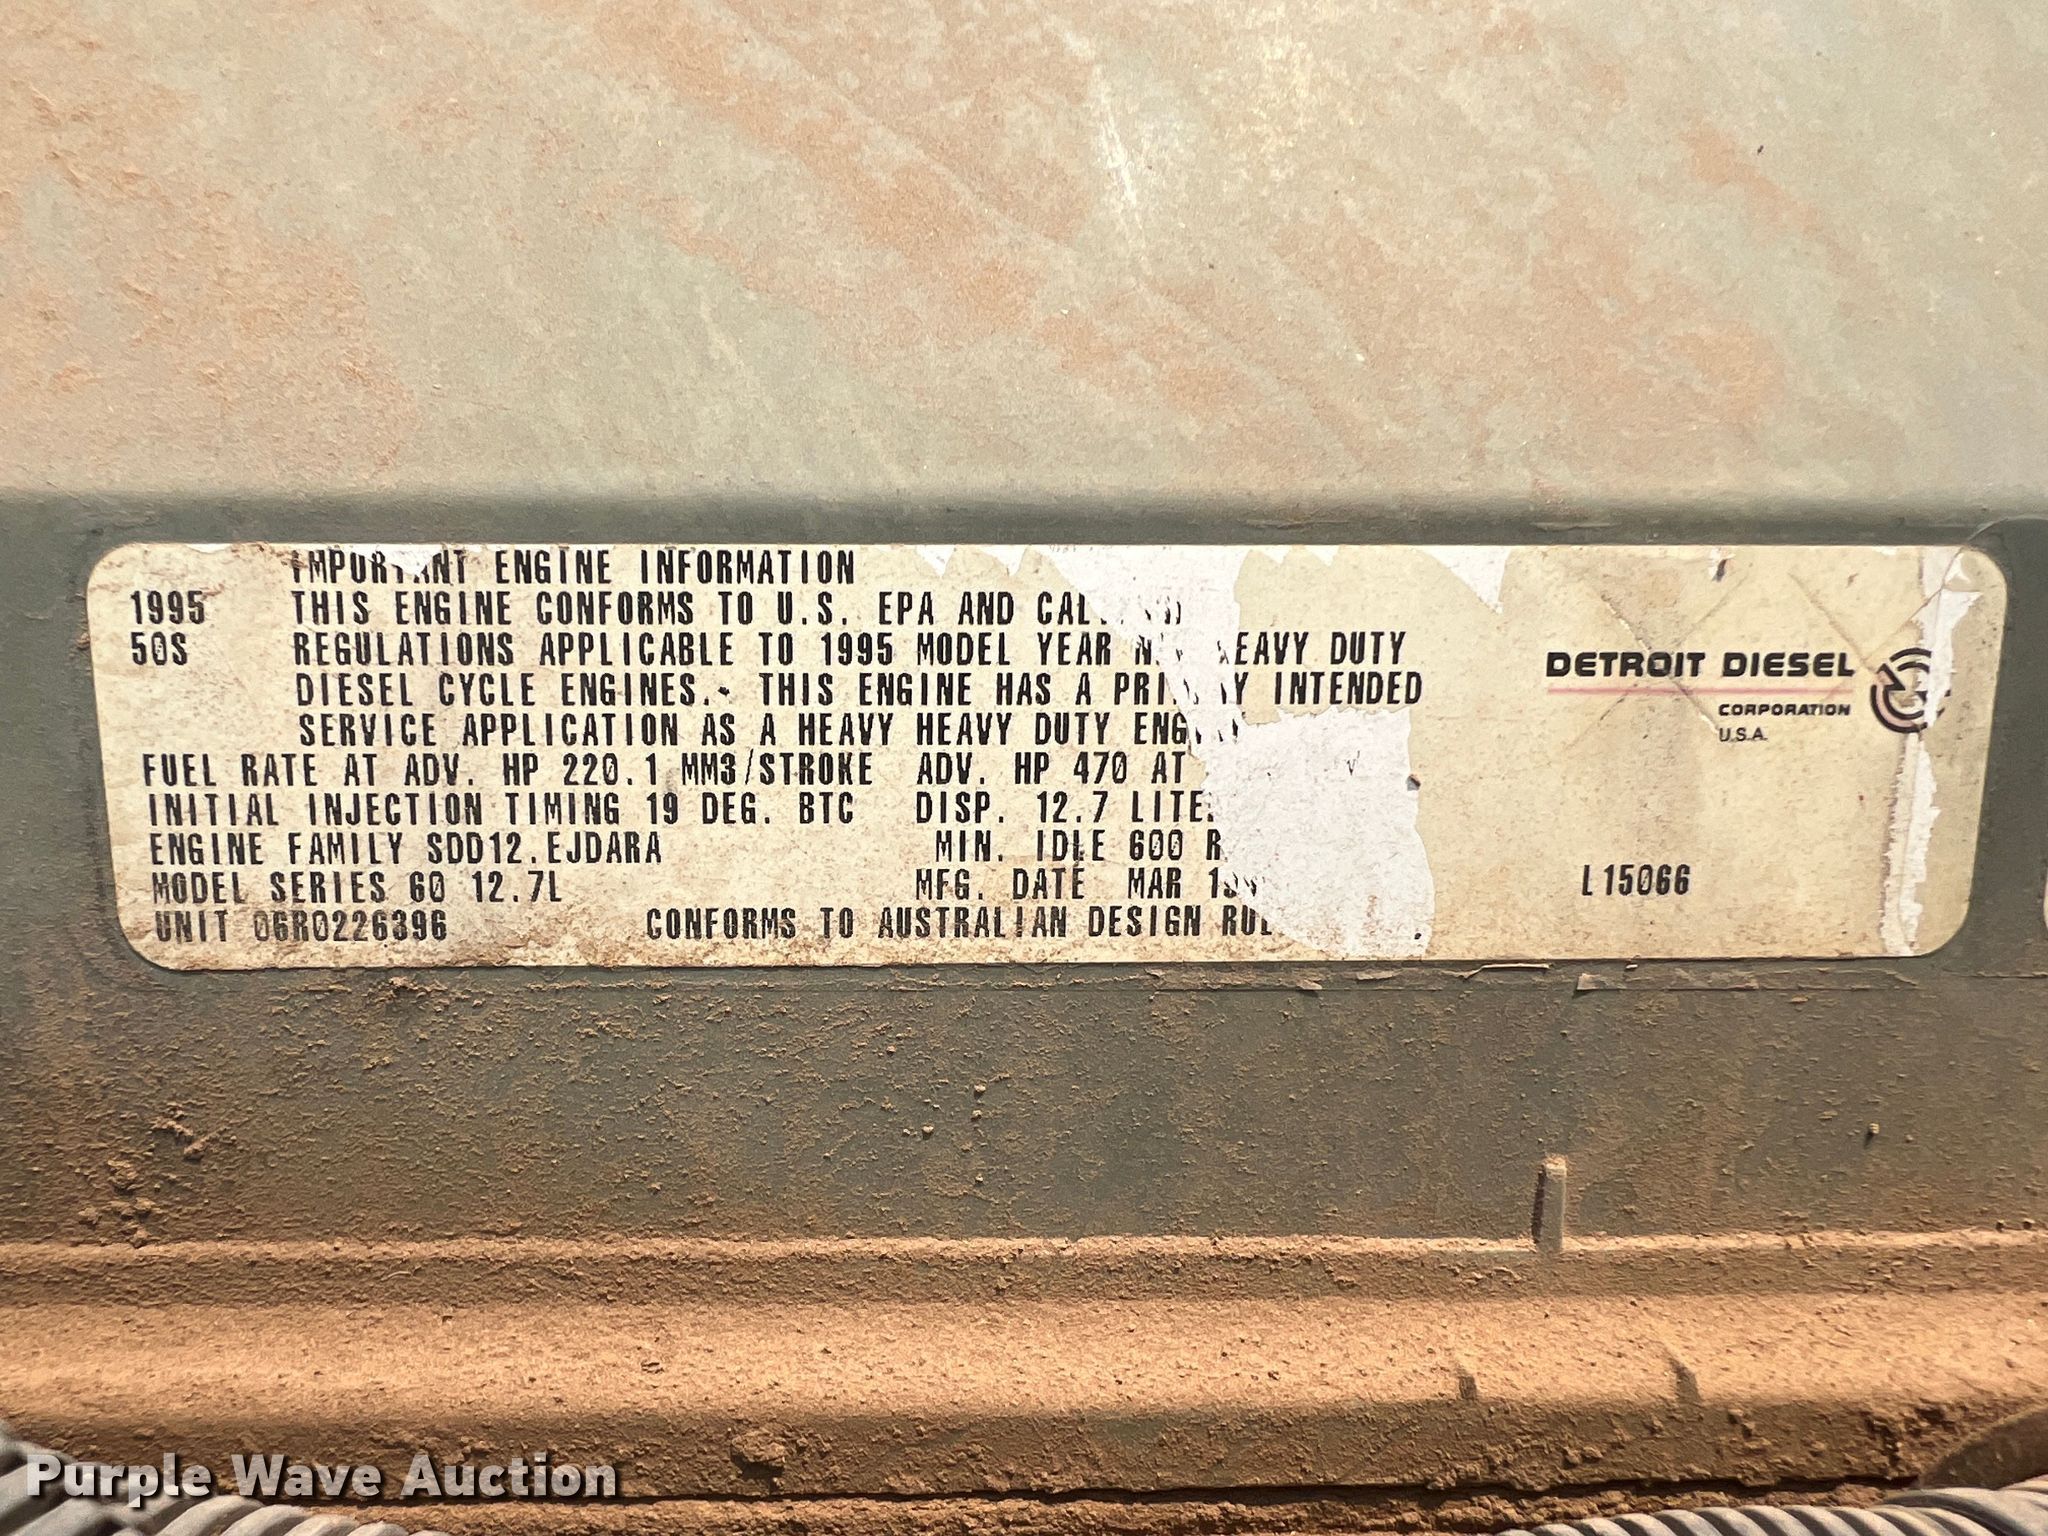 IMPORTANT ENGINE INFORMATION
1995 THIS ENGINE CONFORMS TO U.S. EPA AND
50S REGULATIONS APPLICABLE TO 1995 MODEL YEAR HEAVY DUTY
DIESEL CYCLE ENGINES. THIS ENGINE HAS A INTENDED
SERVICE APPLICATION AS A HEAVY HEAVY DUTY
FUEL RATE AT ADV. HP 220.1 MM3/STROKE ADV. HP 470 AT
INITIAL INJECTION TIMING 19 DEG. BTC DISP. 12.7
ENGINE FAMILY SDD12.EJDARA MIN. IDLE 600
MODEL SERIES 60 12.7L MFG. DATE MAR
UNIT 06R0226396 CONFORMS TO AUSTRALIAN DESIGN
DETROIT DIESEL
CORPORATION
U.S.A.
L15066
Purple Wave Auction